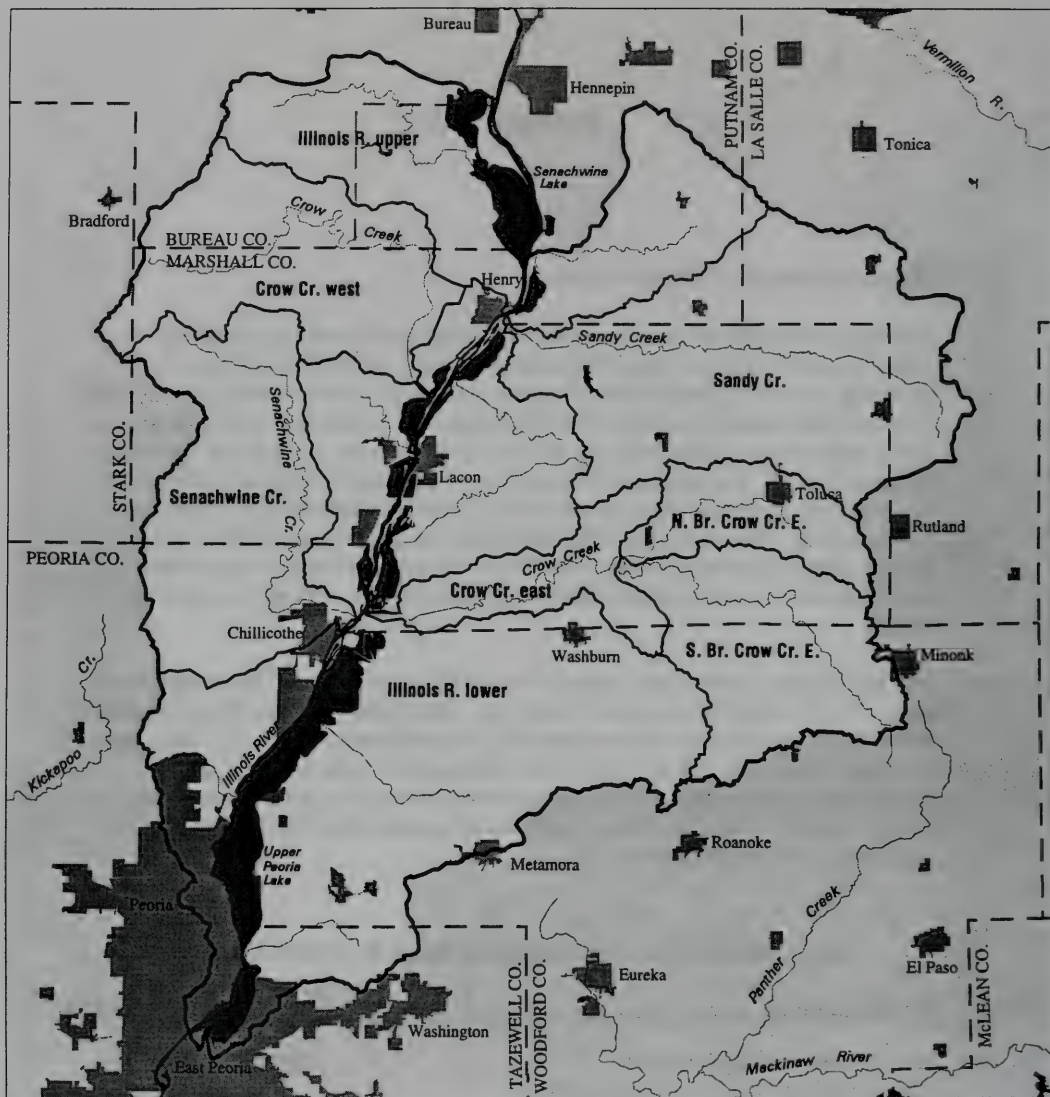 Bureau
Hennepin
PUTNAM CO.
LA SALLE CO.
Vermilion
R.
Tonica
Illinois R. upper
Senachwine
Lake
Bradford
Crow
Creek
BUREAU CO.
MARSHALL CO.
Henry
Crow Cr. west
Sandy Creek
Sandy Cr.
Senachwine
Cr.
STARK CO.
Lacon
Senachwine Cr.
Toluca
N. Br. Crow Cr. E.
Rutland
PEORIA CO.
Crow Creek
Crow Cr. east
Chillicothe
Washburn
S. Br. Crow Cr. E.
Minonk
Illinois R. lower
Kickapoo
Cr.
Illinois River
Upper
Peoria
Lake
Metamora
Roanoke
Peoria
Panther
Creek
Eureka
El Paso
TAZEWELL CO.
WOODFORD CO.
McLEAN CO.
Washington
East Peoria
Mackinaw River